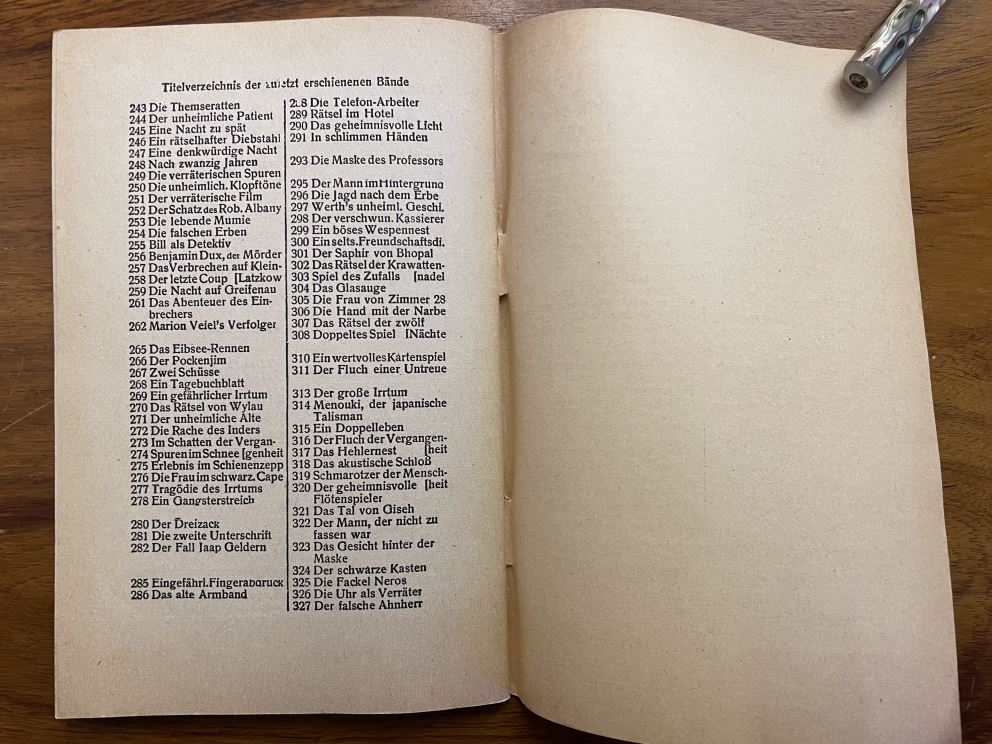 Titelverzeichnis der zuletzt erschienenen Bände
243 Die Themseratten
244 Der unheimliche Patient
245 Eine Nacht zu spät
246 Ein rätselhafter Diebstahl
247 Eine denkwürdige Nacht
248 Nach zwanzig Jahren
249 Die verräterischen Spuren
250 Die unheimlich. Klopftöne
251 Der verräterische Film
252 Der Schatz des Rob. Albany
253 Die lebende Mumie
254 Die falschen Erben
255 Bill als Detektiv
256 Benjamin Dux, der Mörder
257 Das Verbrechen auf Klein-
258 Der letzte Coup [Latzkow
259 Die Nacht auf Greifenau
261 Das Abenteuer des Ein-
brechers
262 Marion Veiel's Verfolger
265 Das Eibsee-Rennen
266 Der Pockenjim
267 Zwei Schüsse
268 Ein Tagebuchblatt
269 Ein gefährlicher Irrtum
270 Das Rätsel von Wylau
271 Der unheimliche Alte
272 Die Rache des Inders
273 Im Schatten der Vergan-
274 Spuren im Schnee [genheit
275 Erlebnis im Schienenzepp
276 Die Frau im schwarz. Cape
277 Tragödie des Irrtums
278 Ein Gangsterstreich
280 Der Dreizack
281 Die zweite Unterschrift
282 Der Fall Jaap Geldern
285 Ein gefährl. Fingerabdruck
286 Das alte Armband
288 Die Telefon-Arbeiter
289 Rätsel im Hotel
290 Das geheimnisvolle Licht
291 In schlimmen Händen
293 Die Maske des Professors
295 Der Mann im Hintergrund
296 Die Jagd nach dem Erbe
297 Werth's unheiml. Geschi.
298 Der verschwun. Kassierer
299 Ein böses Wespennest
300 Ein selts. Freundschaftsdi.
301 Der Saphir von Bhopal
302 Das Rätsel der Krawatten-
303 Spiel des Zufalls [nadel
304 Das Glasauge
305 Die Frau von Zimmer 28
306 Die Hand mit der Narbe
307 Das Rätsel der zwölf
308 Doppeltes Spiel [Nächte
310 Ein wertvolles Kartenspiel
311 Der Fluch einer Untreue
313 Der große Irrtum
314 Menouki, der japanische
Talisman
315 Ein Doppelleben
316 Der Fluch der Vergangen-
317 Das Hehlernest [heit
318 Das akustische Schloß
319 Schmarotzer der Mensch-
320 Der geheimnisvolle [heit
Flötenspieler
321 Das Tal von Giseh
322 Der Mann, der nicht zu
fassen war
323 Das Gesicht hinter der
Maske
324 Der schwarze Kasten
325 Die Fackel Neros
326 Die Uhr als Verräter
327 Der falsche Ahnherr